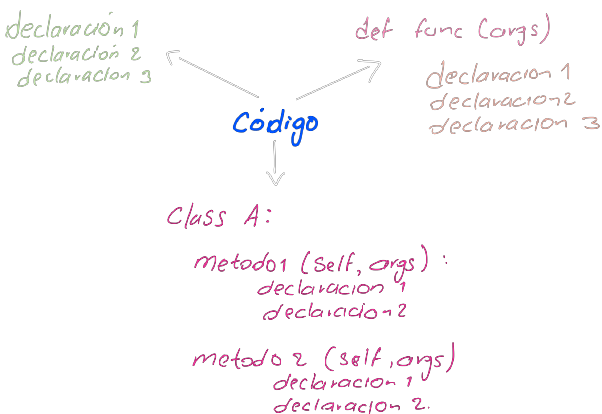 declaración 1
declaración 2
declaracion 3
def func (args)
declaracion 1
declaracion 2
declaracion 3
Código
Class A:
metodo1 (self, args) :
declaracion 1
declaracion 2
metodo 2 (self, args)
declaracion 1
declaracion 2.